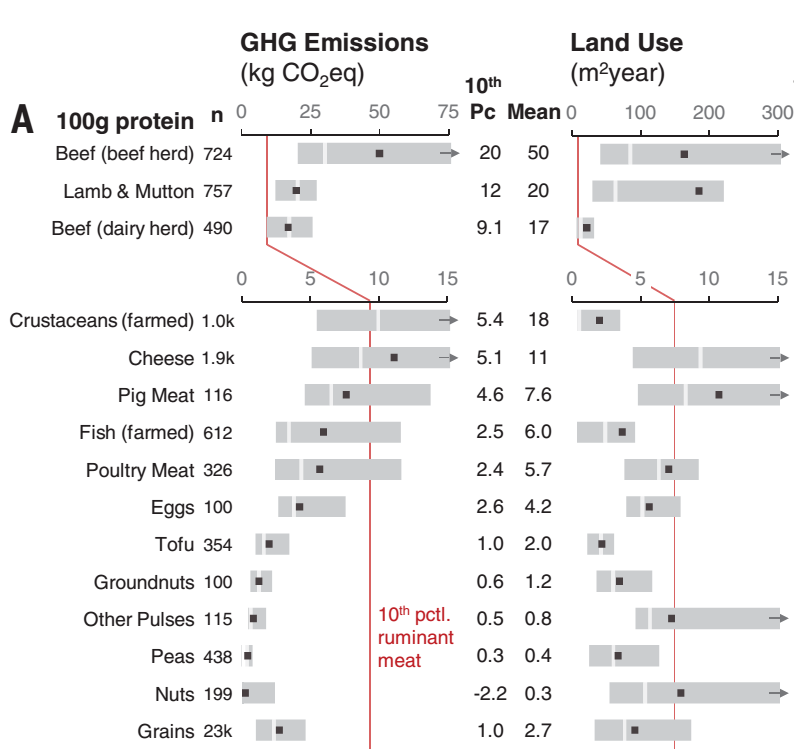 GHG Emissions Land Use
(kg CO₂eq) 10th (m²year)
A 100g protein n 0 25 50 75 Pc Mean 0 100 200 300
Beef (beef herd) 724 20 50
Lamb & Mutton 757 12 20
Beef (dairy herd) 490 9.1 17
0 5 10 15 0 5 10 15
Crustaceans (farmed) 1.0k 5.4 18
Cheese 1.9k 5.1 11
Pig Meat 116 4.6 7.6
Fish (farmed) 612 2.5 6.0
Poultry Meat 326 2.4 5.7
Eggs 100 2.6 4.2
Tofu 354 1.0 2.0
Groundnuts 100 0.6 1.2
Other Pulses 115 0.5 0.8
10th pctl.
ruminant
meat
Peas 438 0.3 0.4
Nuts 199 -2.2 0.3
Grains 23k 1.0 2.7